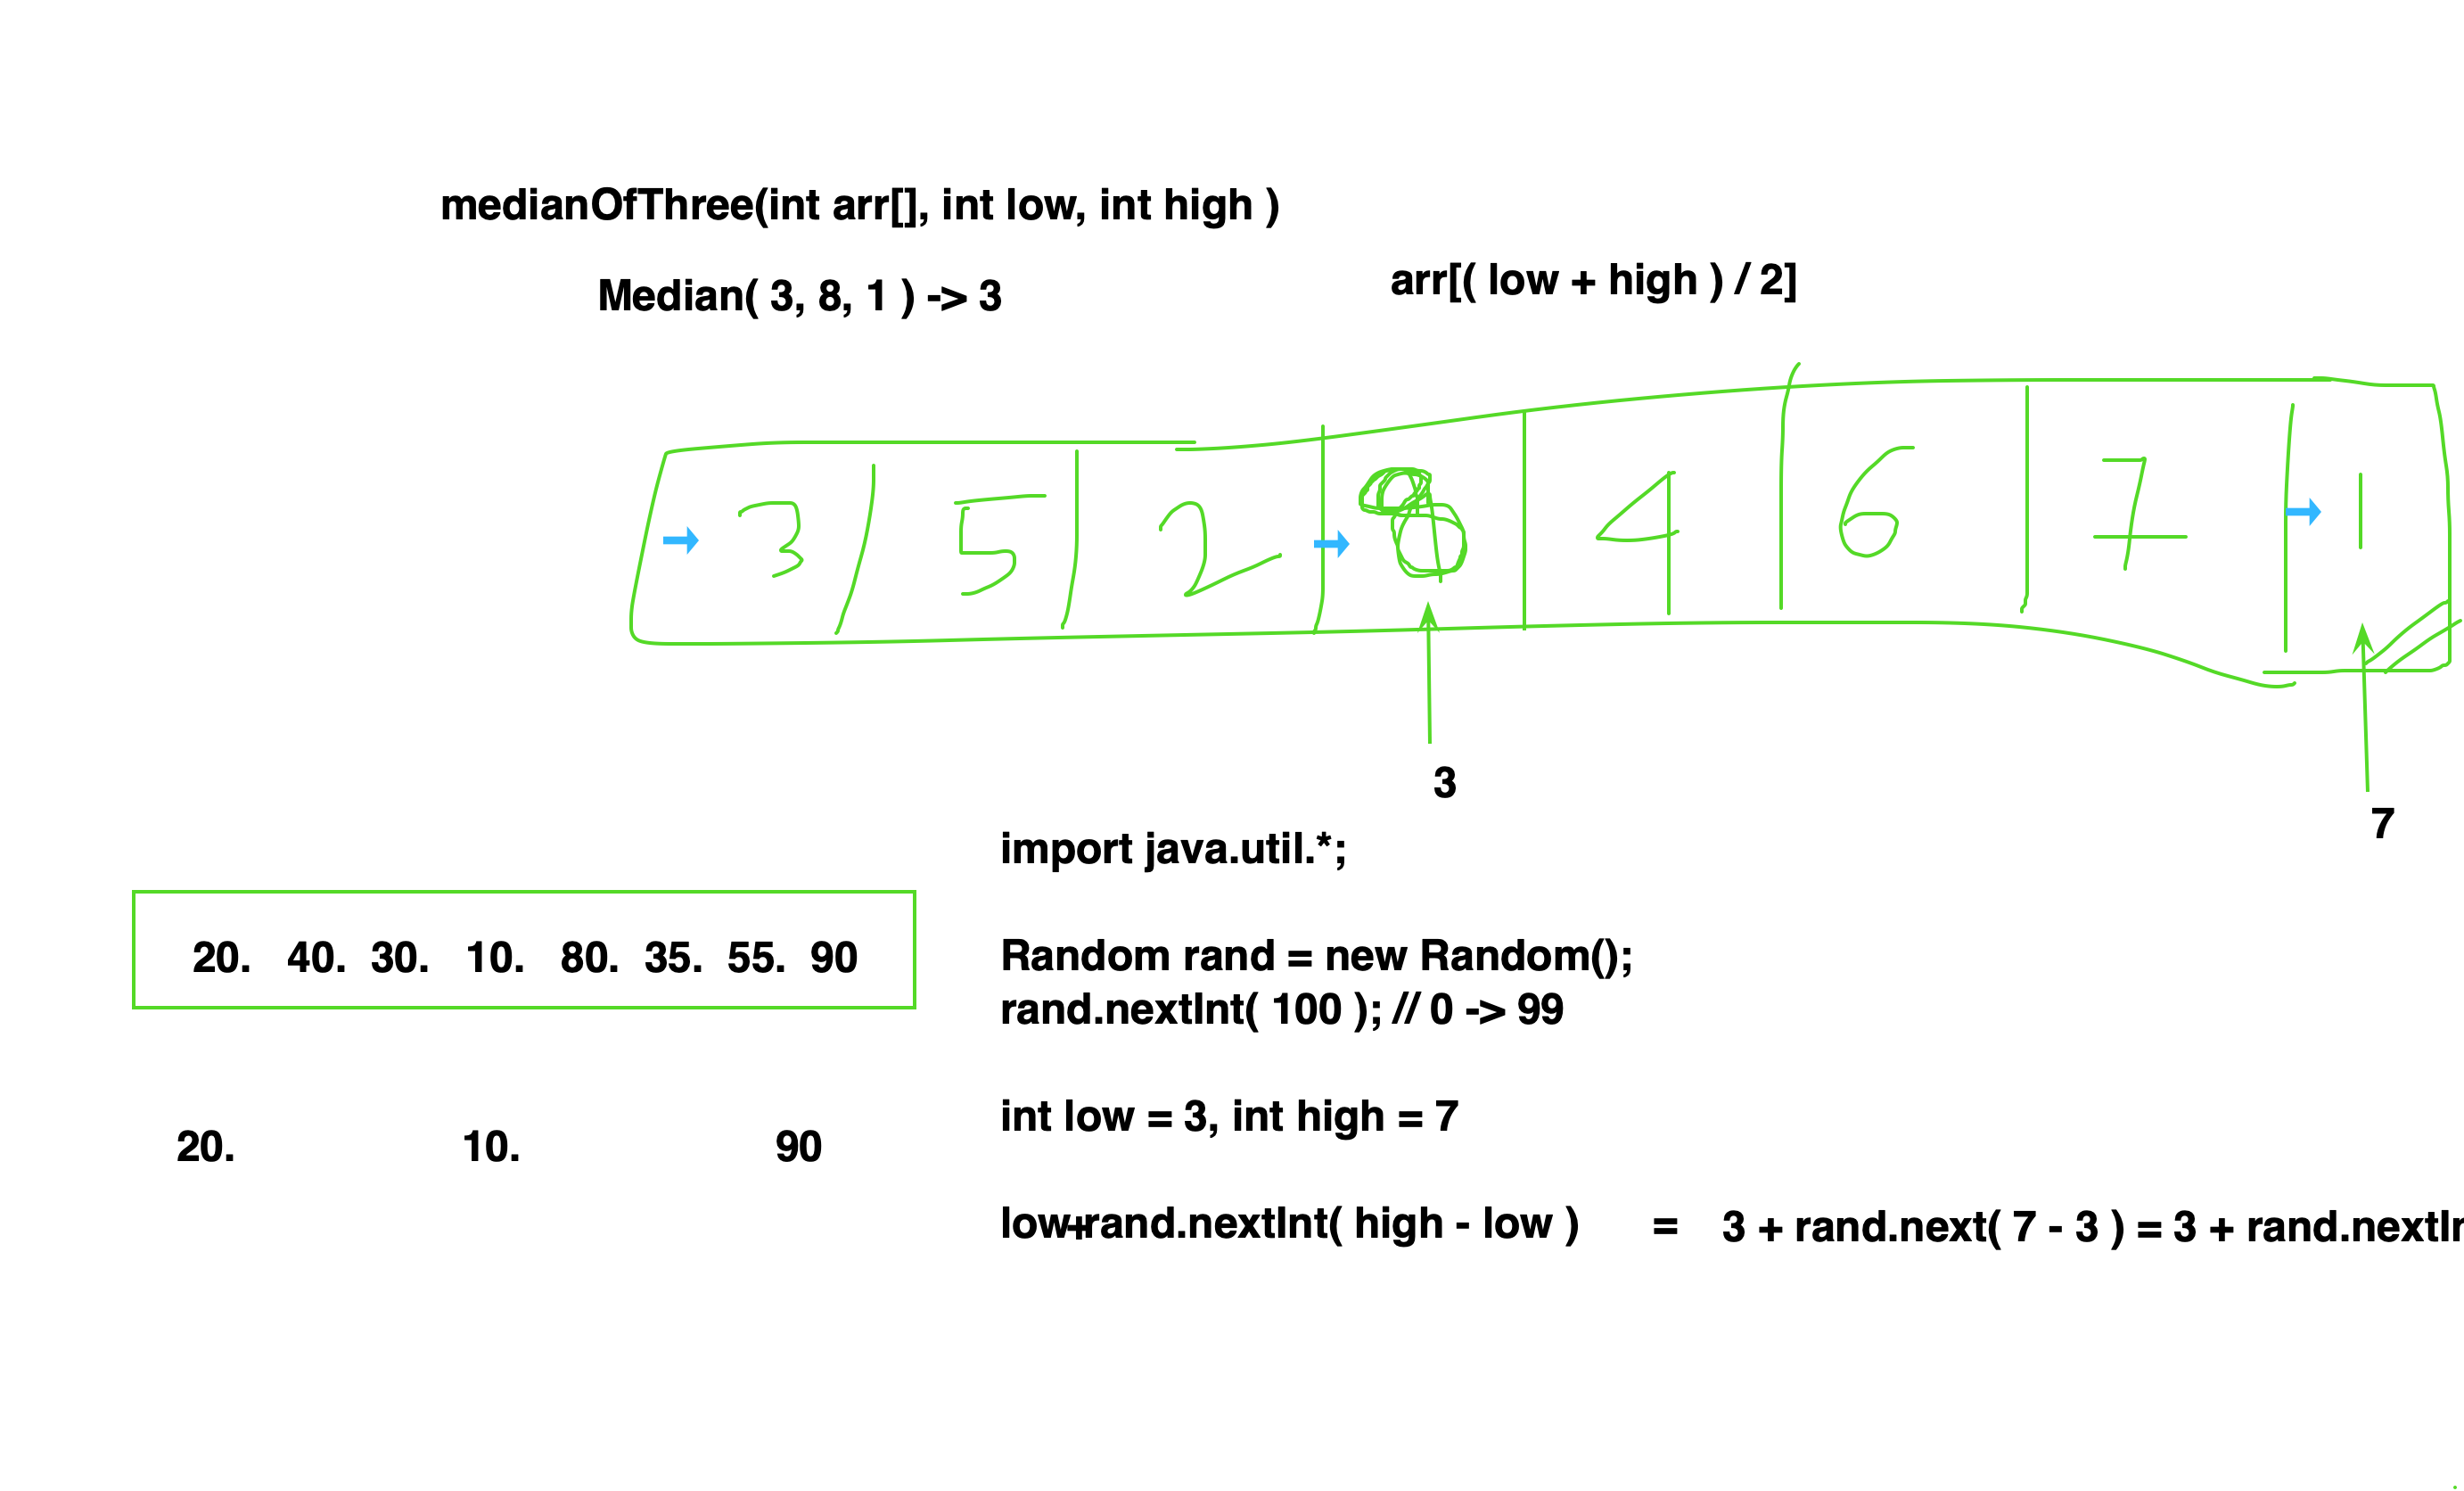 medianOfThree(int arr[], int low, int high )
Median( 3, 8, 1 ) -> 3
arr[( low + high ) / 2]
3 5 2 8 4 6 7 1
3
7
import java.util.*;
20. 40. 30. 10. 80. 35. 55. 90
Random rand = new Random();
rand.nextInt( 100 ); // 0 -> 99
int low = 3, int high = 7
20. 10. 90
low+rand.nextInt( high - low ) = 3 + rand.next( 7 - 3 ) = 3 +